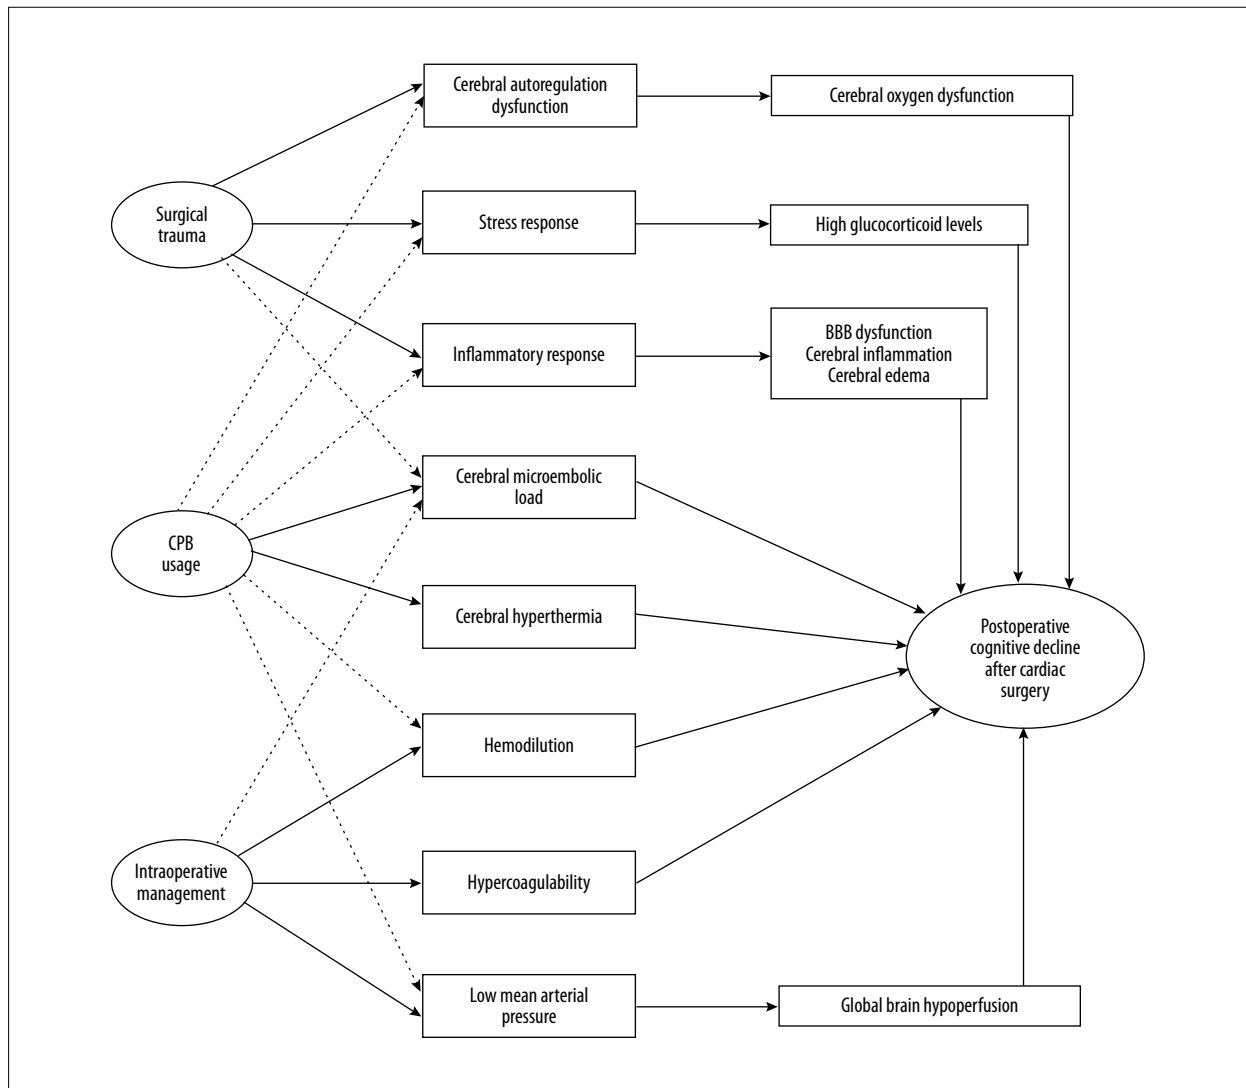 Cerebral autoregulation
dysfunction
Cerebral oxygen dysfunction
Surgical
trauma
Stress response
High glucocorticoid levels
Inflammatory response
BBB dysfunction
Cerebral inflammation
Cerebral edema
Cerebral microembolic
load
CPB
usage
Cerebral hyperthermia
Postoperative
cognitive decline
after cardiac
surgery
Hemodilution
Intraoperative
management
Hypercoagulability
Low mean arterial
pressure
Global brain hypoperfusion